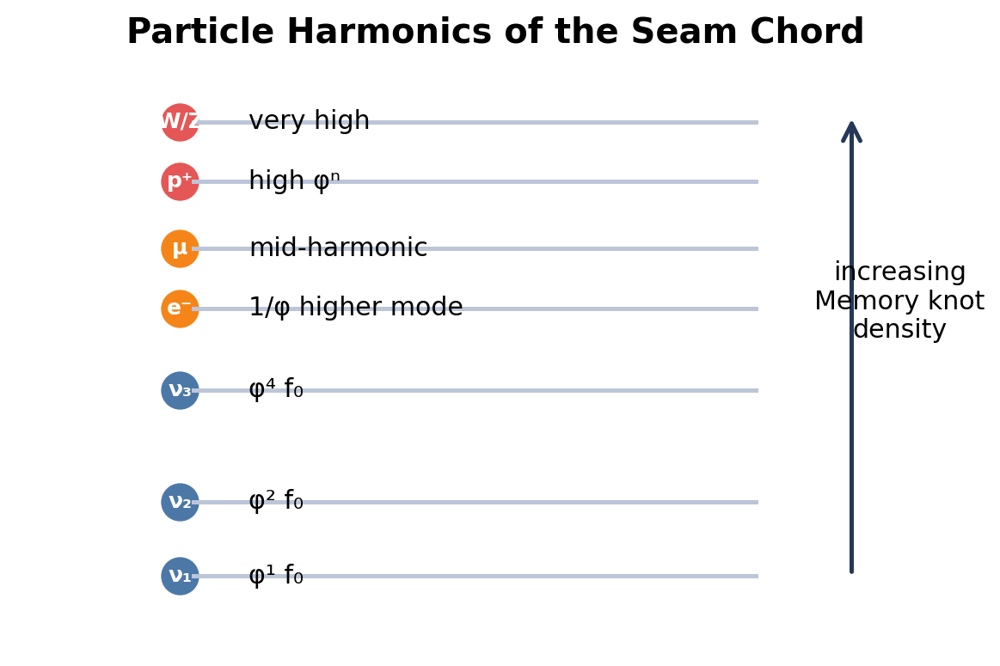 Particle Harmonics of the Seam Chord
W/Z very high
p⁺ high φⁿ
μ mid-harmonic
e⁻ 1/φ higher mode
increasing
Memory knot
density
ν₃ φ⁴ f₀
ν₂ φ² f₀
ν₁ φ¹ f₀